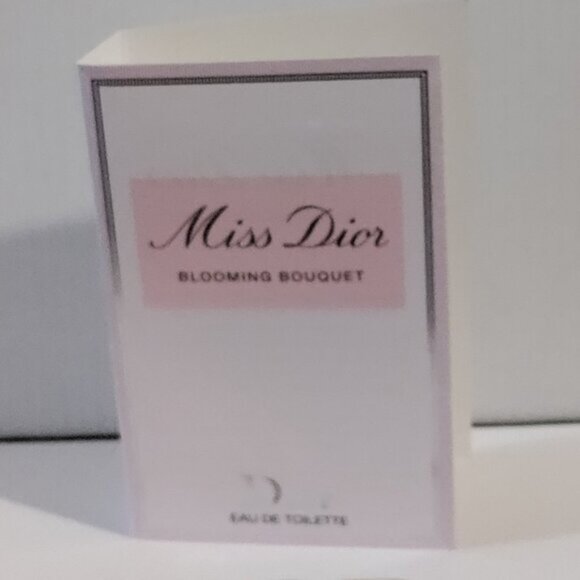 Miss Dior
BLOOMING BOUQUET
EAU DE TOILETTE